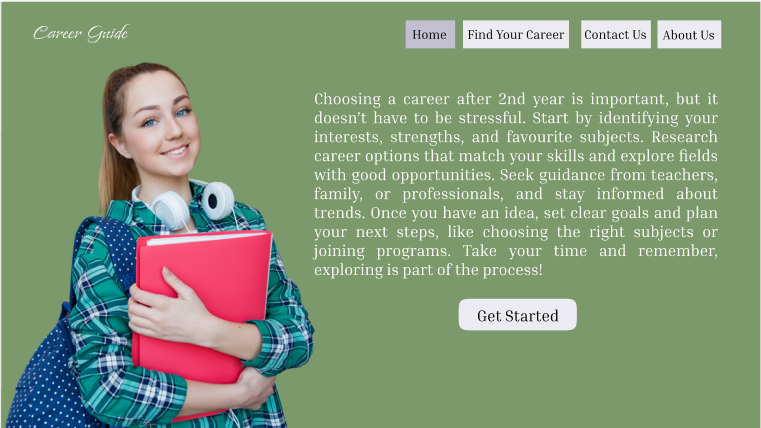 Career Guide
Home
Find Your Career
Contact Us
About Us
Choosing a career after 2nd year is important, but it
doesn't have to be stressful. Start by identifying your
interests, strengths, and favourite subjects. Research
career options that match your skills and explore fields
with good opportunities. Seek guidance from teachers,
family, or professionals, and stay informed about
trends. Once you have an idea, set clear goals and plan
your next steps, like choosing the right subjects or
joining programs. Take your time and remember,
exploring is part of the process!
Get Started